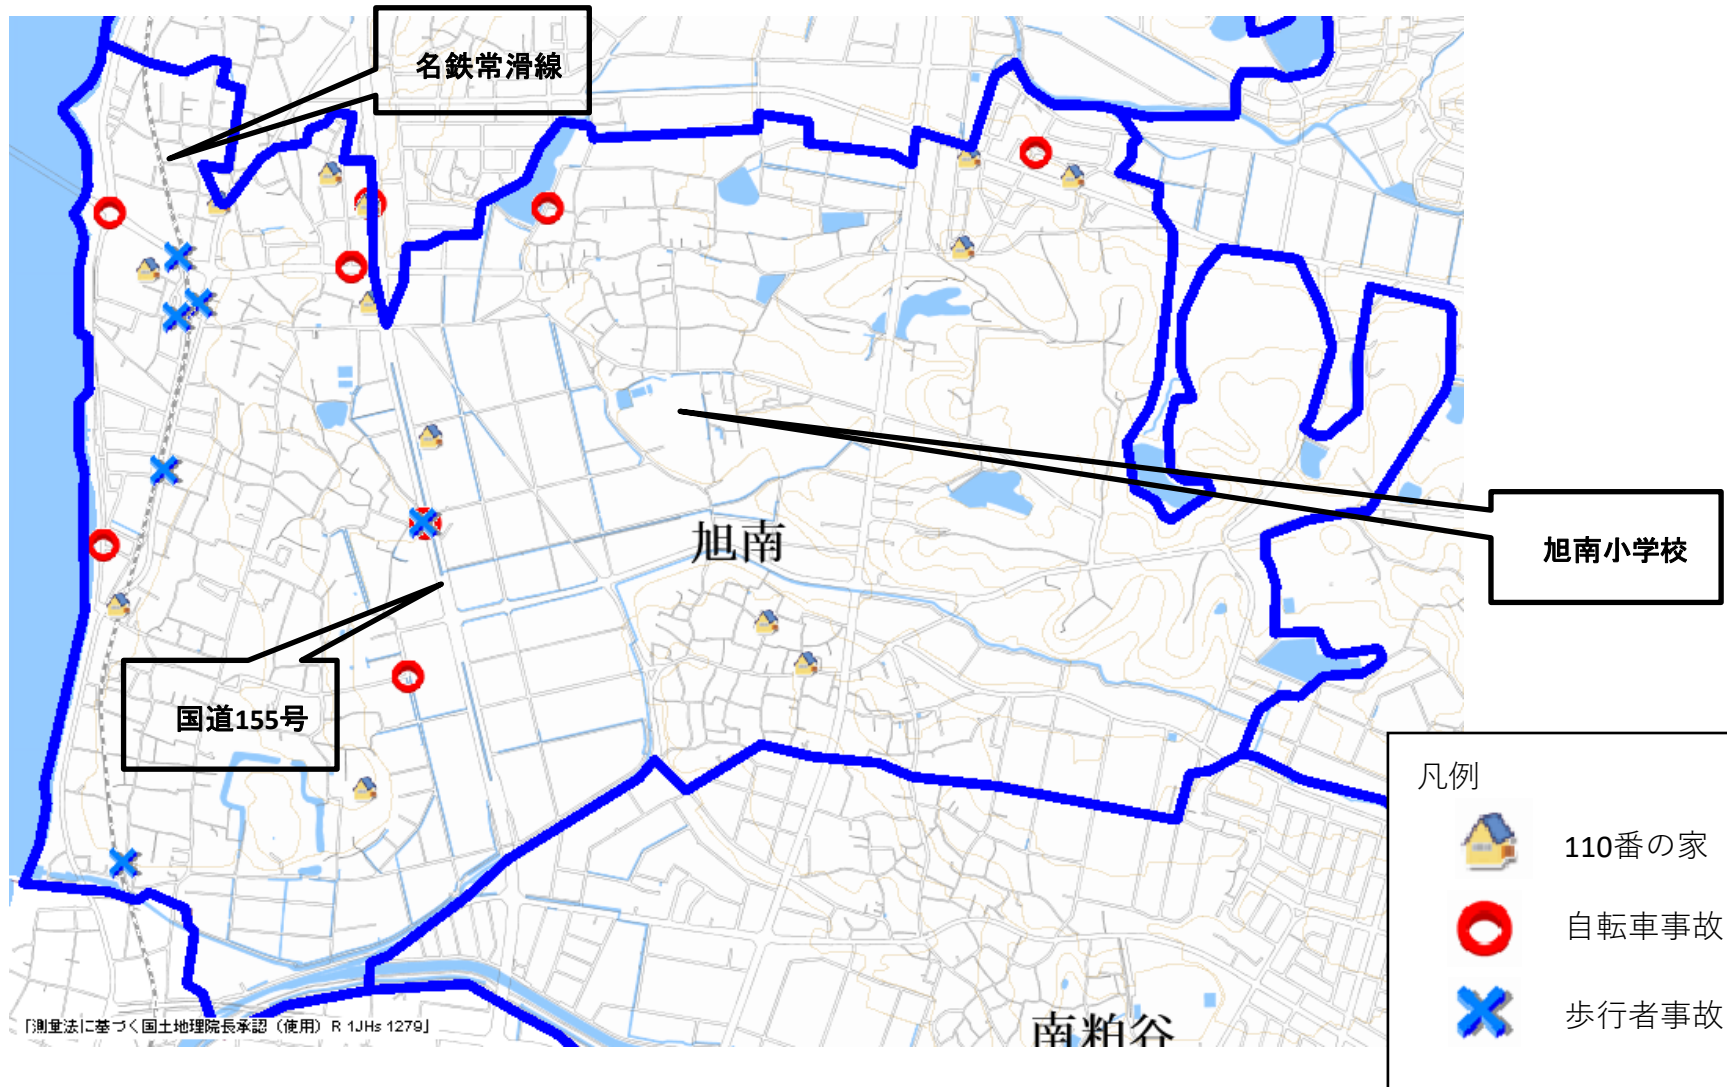 名鉄常滑線
旭南
旭南小学校
国道155号
凡例
110番の家
自転車事故
歩行者事故
「測量法に基づく国土地理院長承認（使用）R 1JHs 1279」
南粕谷